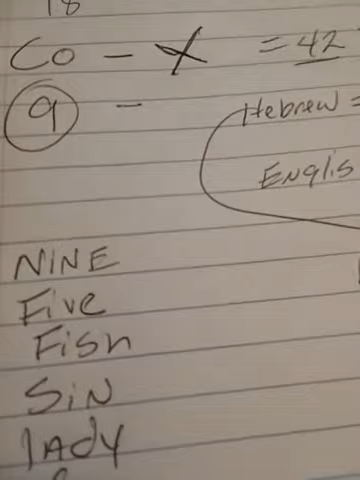 18
Co - X = 42
9 - Hebrew =
Englis
NINE
Five
Fish
SiN
lAdy